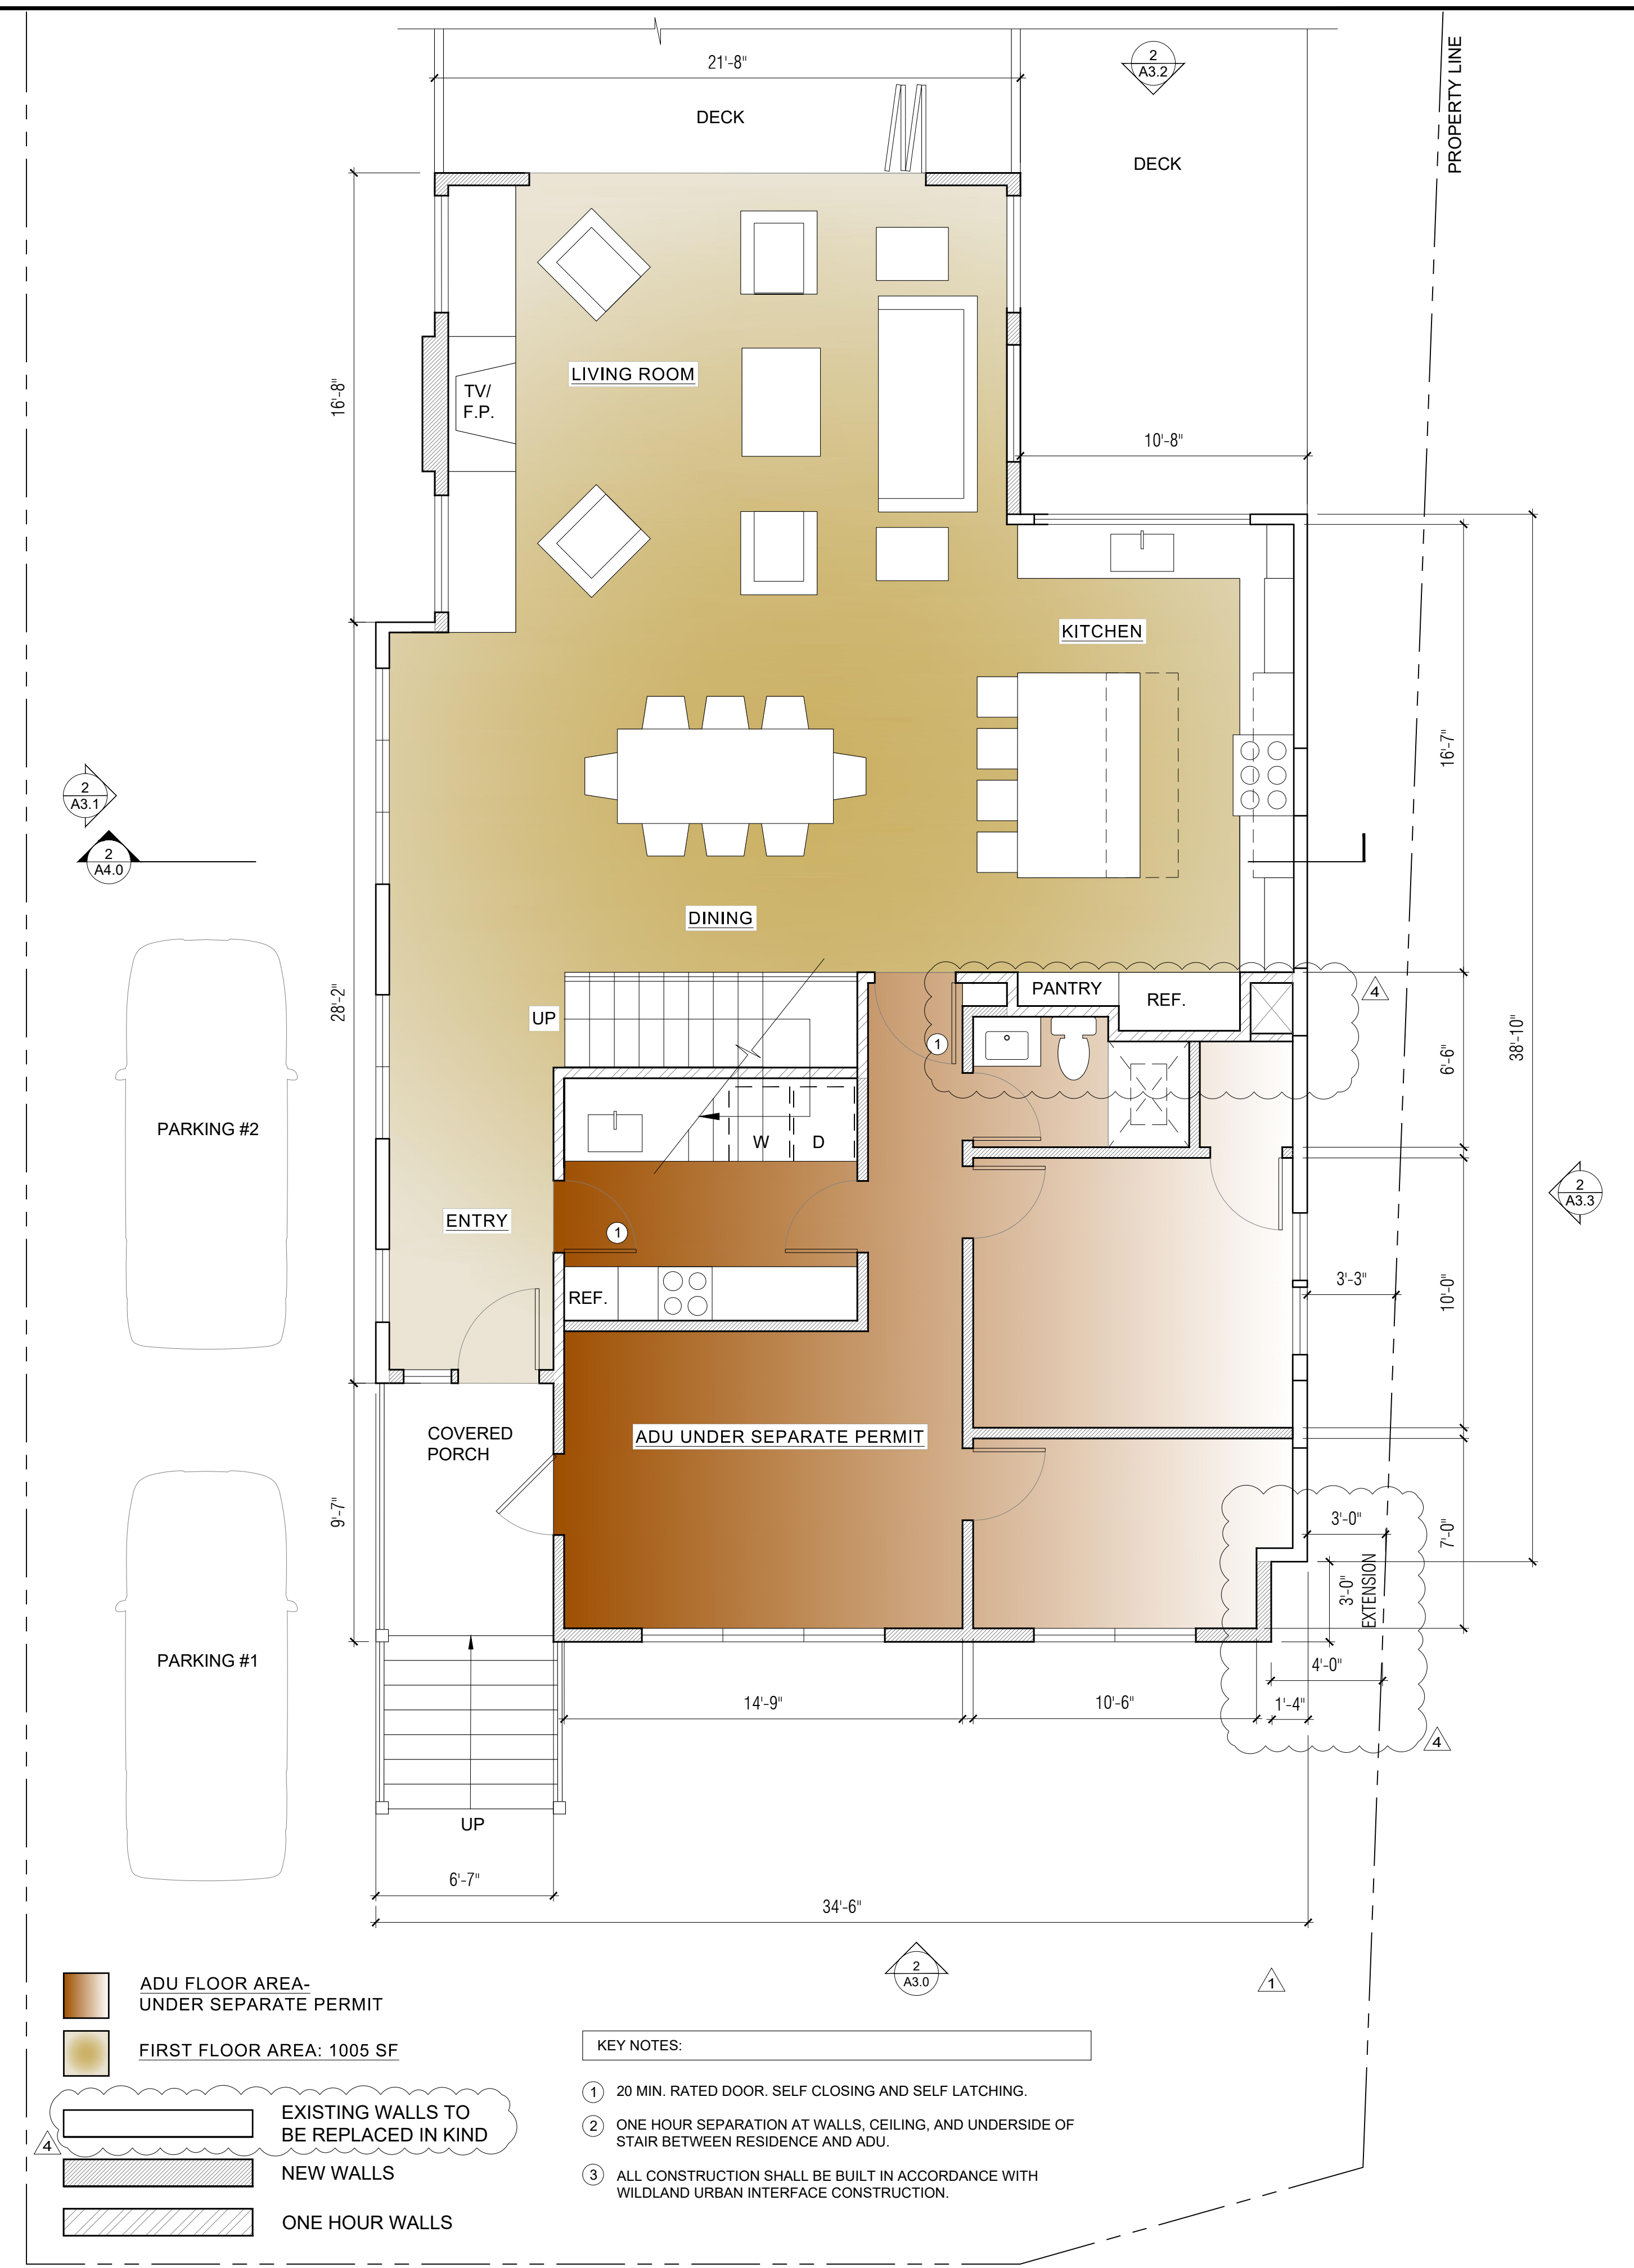 21'-8"
2
A3.2
PROPERTY LINE
DECK
DECK
16'-8"
LIVING ROOM
TV/
F.P.
10'-8"
KITCHEN
16'-7"
2
A3.1
2
A4.0
DINING
28'-2"
UP
PANTRY
REF.
4
1
6'-6"
38'-10"
PARKING #2
W
D
2
A3.3
ENTRY
1
3'-3"
10'-0"
REF.
COVERED
PORCH
ADU UNDER SEPARATE PERMIT
9'-7"
3'-0"
7'-0"
3'-0"
EXTENSION
PARKING #1
4'-0"
14'-9"
10'-6"
1'-4"
4
UP
6'-7"
34'-6"
2
A3.0
1
ADU FLOOR AREA-
UNDER SEPARATE PERMIT
FIRST FLOOR AREA: 1005 SF
EXISTING WALLS TO
BE REPLACED IN KIND
4
NEW WALLS
ONE HOUR WALLS
KEY NOTES:
1 20 MIN. RATED DOOR. SELF CLOSING AND SELF LATCHING.
2 ONE HOUR SEPARATION AT WALLS, CEILING, AND UNDERSIDE OF
STAIR BETWEEN RESIDENCE AND ADU.
3 ALL CONSTRUCTION SHALL BE BUILT IN ACCORDANCE WITH
WILDLAND URBAN INTERFACE CONSTRUCTION.